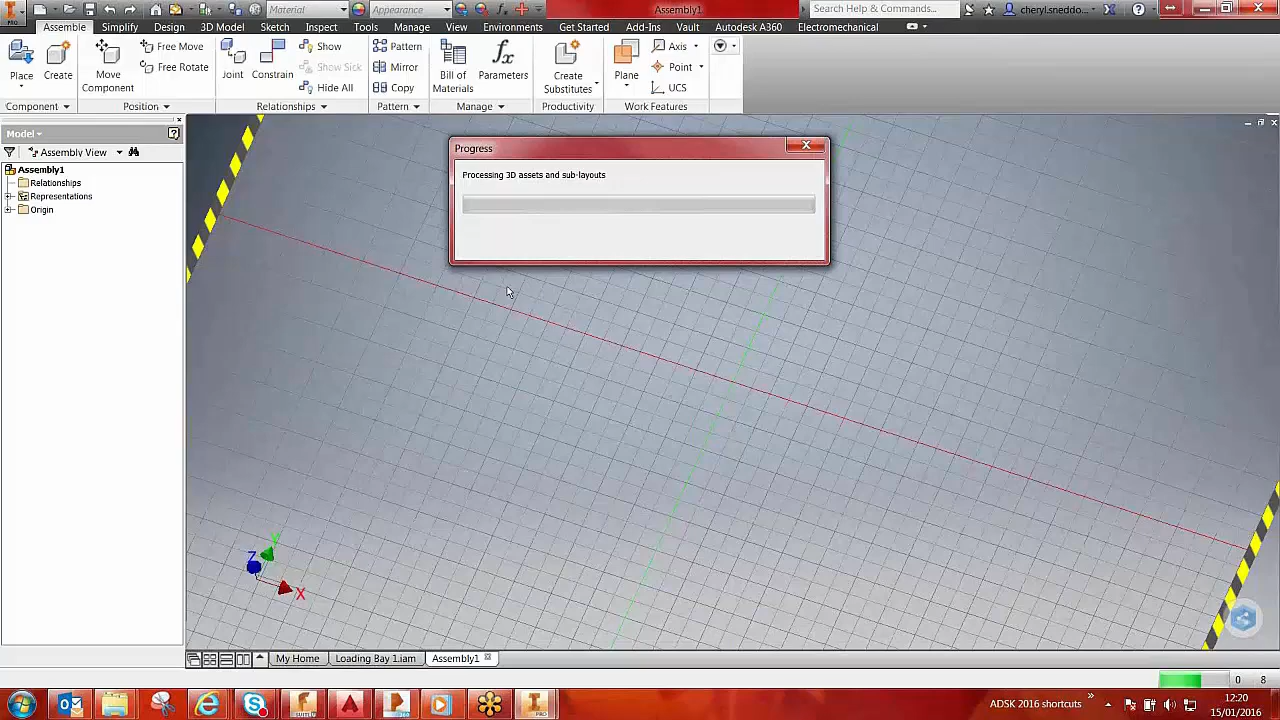 Material
Appearance
Assembly1
Search Help & Commands...
cheryl.sneddo...
PRO
Assemble
Simplify
Design
3D Model
Sketch
Inspect
Tools
Manage
View
Environments
Get Started
Add-Ins
Vault
Autodesk A360
Electromechanical
Place
Create
Move
Component
Free Move
Free Rotate
Joint
Constrain
Show
Show Sick
Hide All
Pattern
Mirror
Copy
Bill of
Materials
fx
Parameters
Create
Substitutes
Plane
Axis
Point
UCS
Component
Position
Relationships
Pattern
Manage
Productivity
Work Features
Model
Assembly View
Assembly1
Relationships
Representations
Origin
Progress
Processing 3D assets and sub-layouts
Y
Z
X
My Home
Loading Bay 1.iam
Assembly1
0 8
ADSK 2016 shortcuts
12:20
15/01/2016